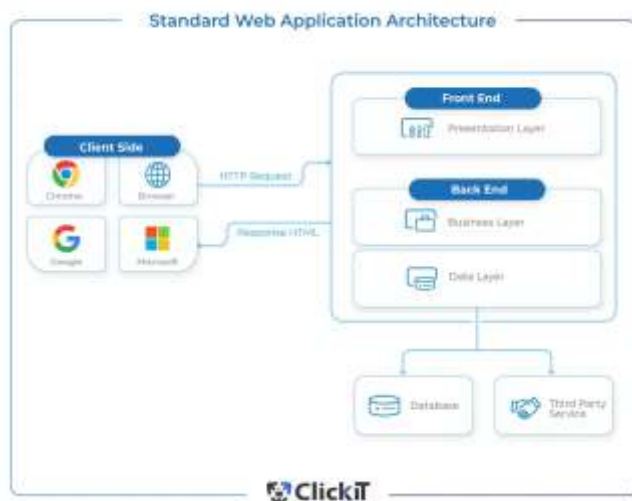 Standard Web Application Architecture
Client Side
Chrome
Browser
Google
Microsoft
HTTP Request
Response HTML
Front End
Presentation Layer
Back End
Business Layer
Data Layer
Database
Third Party
Service
ClickIT